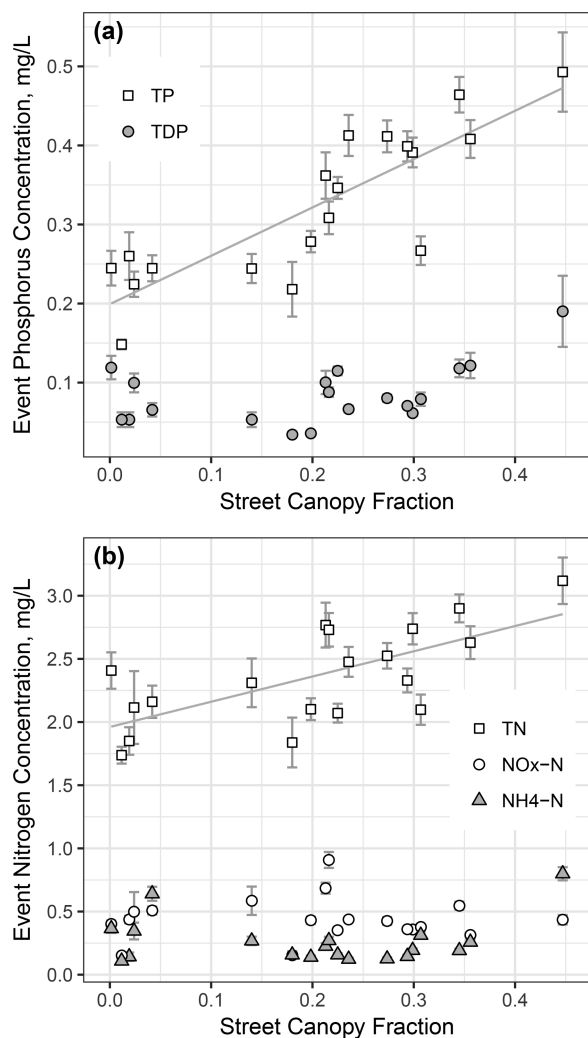 (a)
TP
TDP
Event Phosphorus Concentration, mg/L
0.5
0.4
0.3
0.2
0.1
0.0 0.1 0.2 0.3 0.4
Street Canopy Fraction
(b)
Event Nitrogen Concentration, mg/L
3.0
2.5
2.0
1.5
1.0
0.5
0.0
TN
NOx−N
NH4−N
0.0 0.1 0.2 0.3 0.4
Street Canopy Fraction